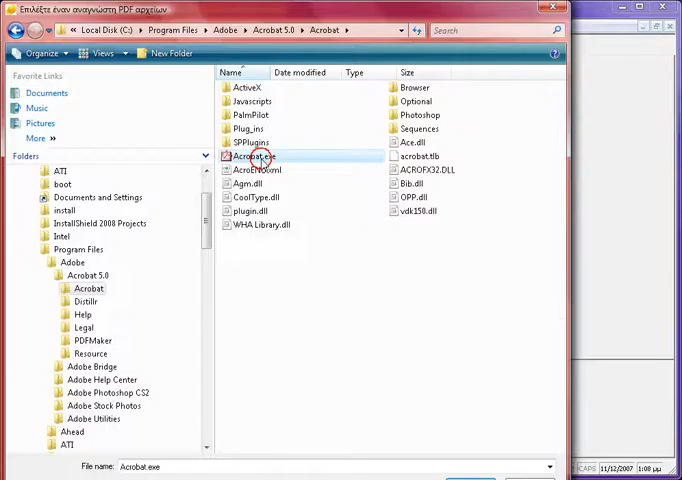 Επιλέξτε έναν αναγνώστη PDF αρχείων
Local Disk (C:) ▸ Program Files ▸ Adobe ▸ Acrobat 5.0 ▸ Acrobat ▸
Search
Organize
Views
New Folder
Favorite Links
Documents
Music
Pictures
More »
Folders
ATI
boot
Documents and Settings
install
InstallShield 2008 Projects
Intel
Program Files
Adobe
Acrobat 5.0
Acrobat
Distillr
Help
Legal
PDFMaker
Resource
Adobe Bridge
Adobe Help Center
Adobe Photoshop CS2
Adobe Stock Photos
Adobe Utilities
Ahead
ATI
Name Date modified Type Size
ActiveX
Javascripts
PalmPilot
Plug_ins
SPPlugins
Acrobat.exe
Agm.dll
CoolType.dll
plugin.dll
WHA Library.dll
Browser
Optional
Photoshop
Sequences
Ace.dll
acrobat.tlb
ACROFX32.DLL
Bib.dll
OPP.dll
vdk150.dll
File name: Acrobat.exe
CAPS 11/12/2007 1:08 μμ